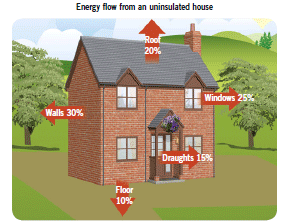 Energy flow from an uninsulated house
Roof
20%
Windows 25%
Walls 30%
Draughts 15%
Floor
10%